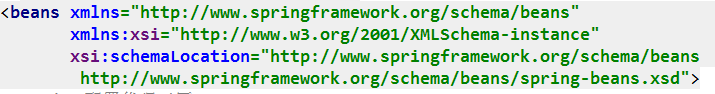 <beans xmlns="http://www.springframework.org/schema/beans"
xmlns:xsi="http://www.w3.org/2001/XMLSchema-instance"
xsi:schemaLocation="http://www.springframework.org/schema/beans
http://www.springframework.org/schema/beans/spring-beans.xsd">